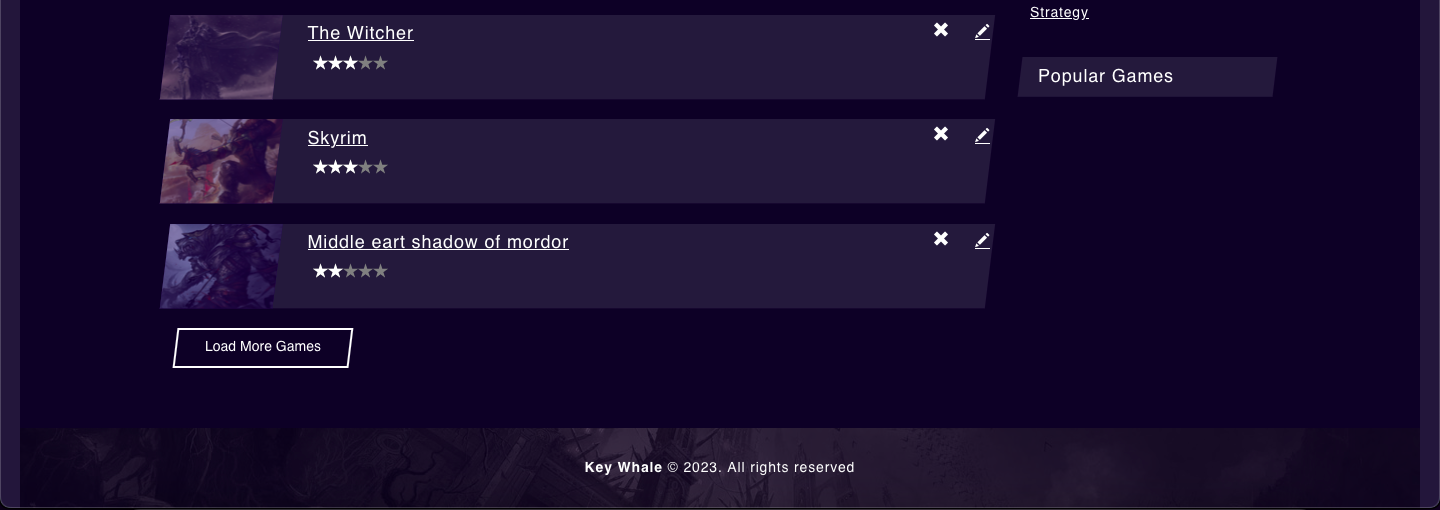 The Witcher
Skyrim
Middle eart shadow of mordor
Load More Games
Strategy
Popular Games
Key Whale © 2023. All rights reserved